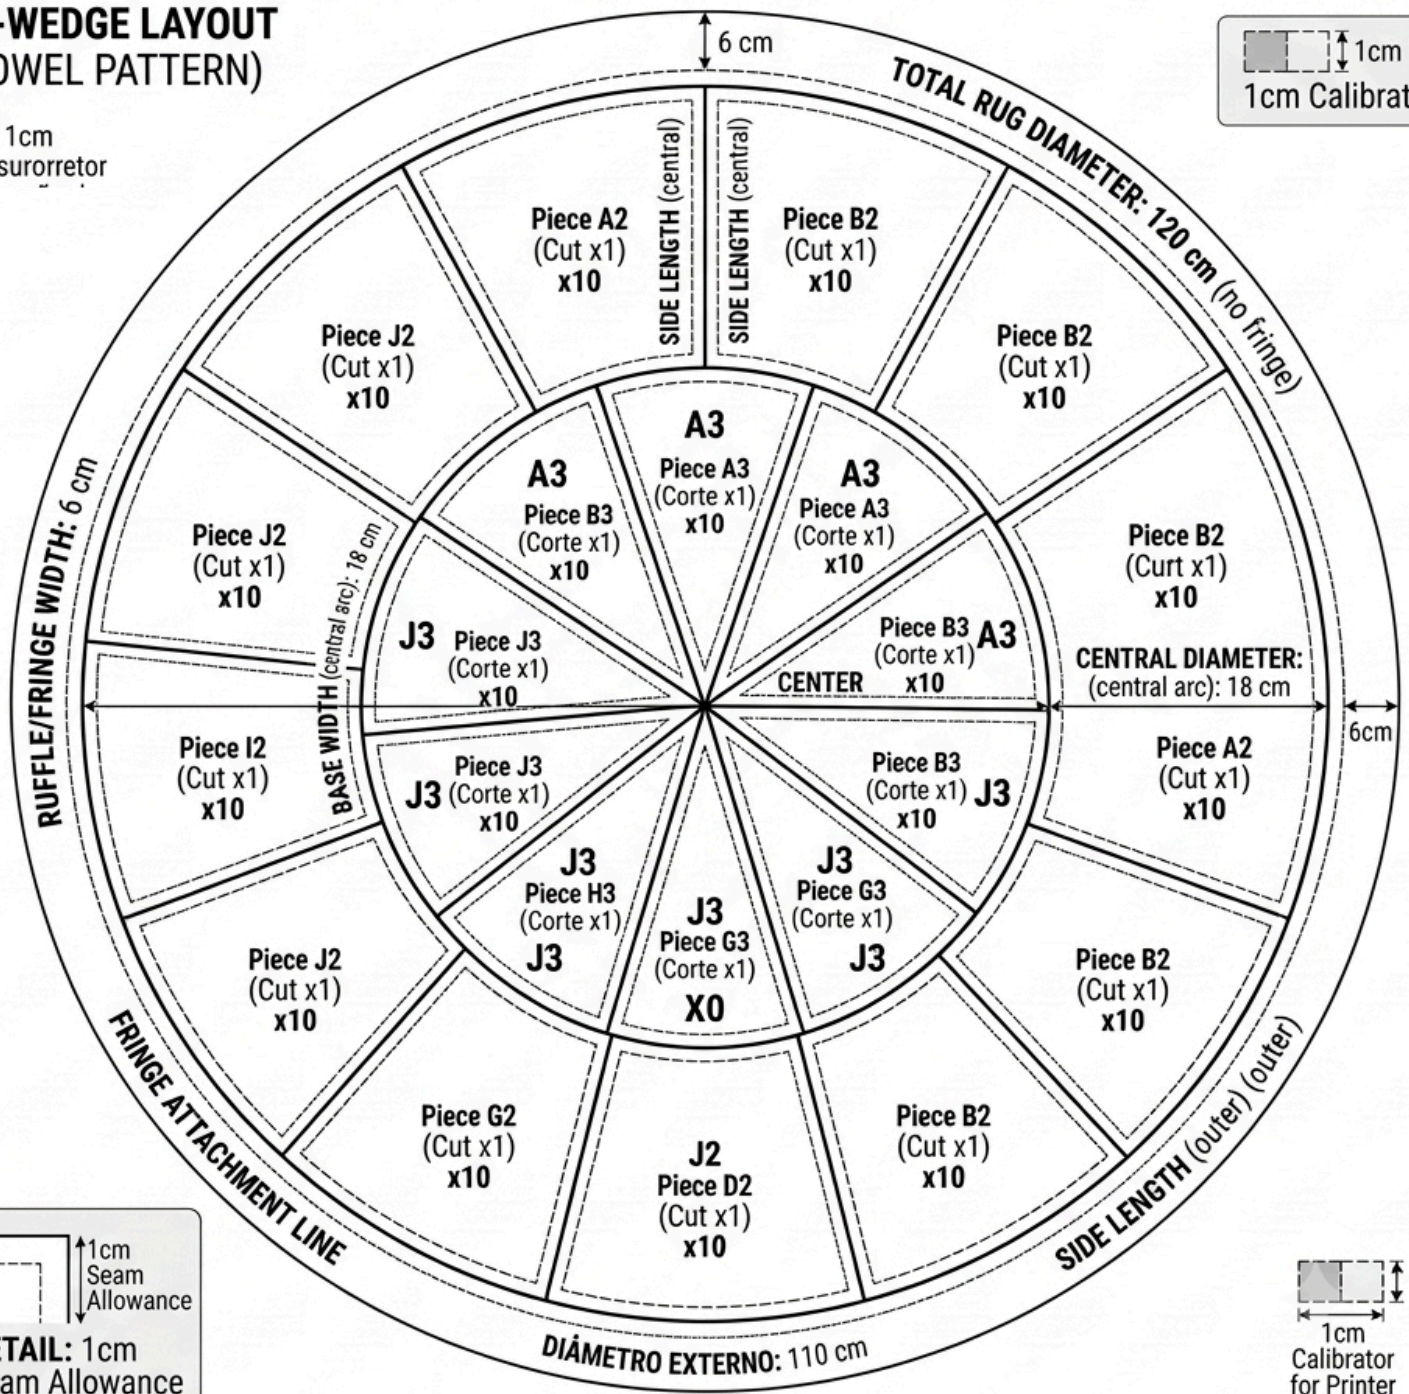 -WEDGE LAYOUT
OWEL PATTERN)
1cm
surorretor
6 cm
1cm
1cm Calibrat
TOTAL RUG DIAMETER: 120 cm (no fringe)
Piece A2
(Cut x1)
x10
SIDE LENGTH (central)
SIDE LENGTH (central)
Piece B2
(Cut x1)
x10
Piece J2
(Cut x1)
x10
Piece B2
(Cut x1)
x10
A3
Piece A3
(Corte x1)
x10
A3
Piece B3
(Corte x1)
x10
A3
Piece A3
(Corte x1)
x10
RUFFLE/FRINGE WIDTH: 6 cm
Piece J2
(Cut x1)
x10
BASE WIDTH (central arc): 18 cm
J3
Piece J3
(Corte x1)
x10
Piece B3
(Corte x1)
x10
A3
CENTER
Piece B2
(Curt x1)
x10
CENTRAL DIAMETER:
(central arc): 18 cm
6cm
Piece I2
(Cut x1)
x10
J3
Piece J3
(Corte x1)
x10
Piece B3
(Corte x1)
x10
J3
Piece A2
(Cut x1)
x10
J3
Piece H3
(Corte x1)
J3
J3
Piece G3
(Corte x1)
X0
J3
Piece G3
(Corte x1)
J3
Piece J2
(Cut x1)
x10
Piece B2
(Cut x1)
x10
FRINGE ATTACHMENT LINE
Piece G2
(Cut x1)
x10
J2
Piece D2
(Cut x1)
x10
Piece B2
(Cut x1)
x10
SIDE LENGTH (outer) (outer)
DIÁMETRO EXTERNO: 110 cm
1cm
Seam
Allowance
ETAIL: 1cm
am Allowance
1cm
Calibrator
for Printer